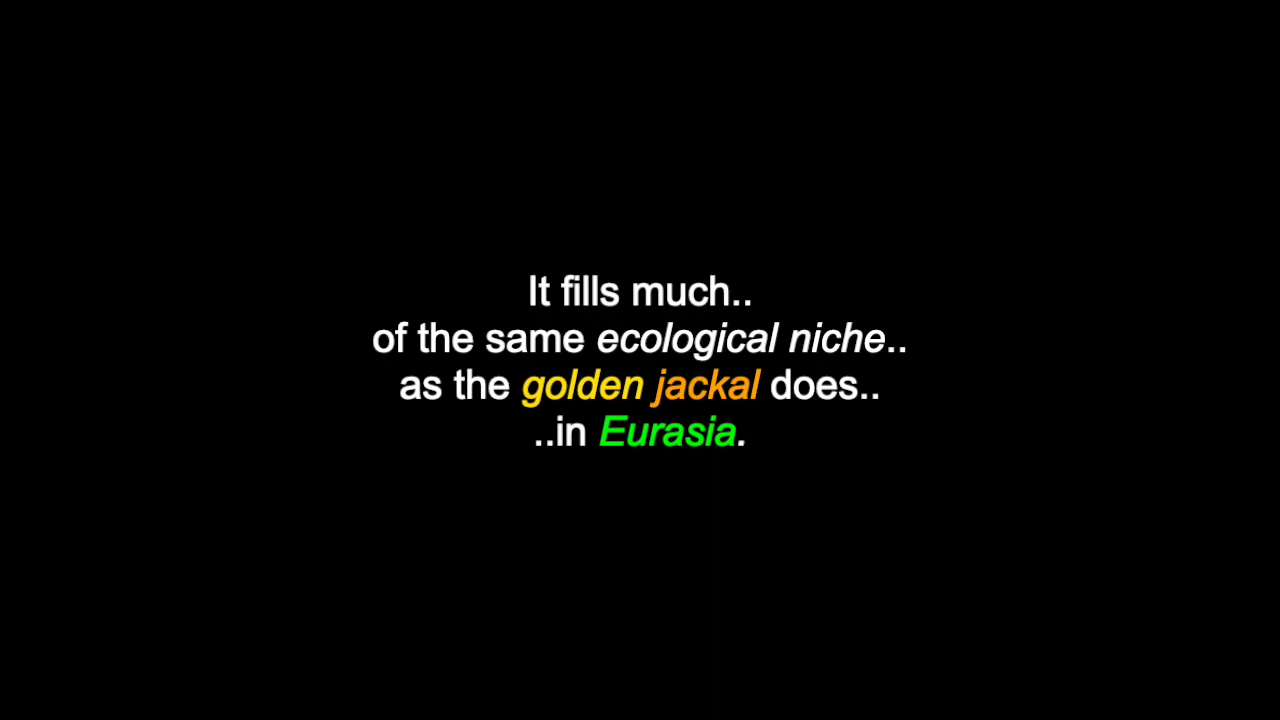 It fills much..
of the same ecological niche..
as the golden jackal does..
..in Eurasia.